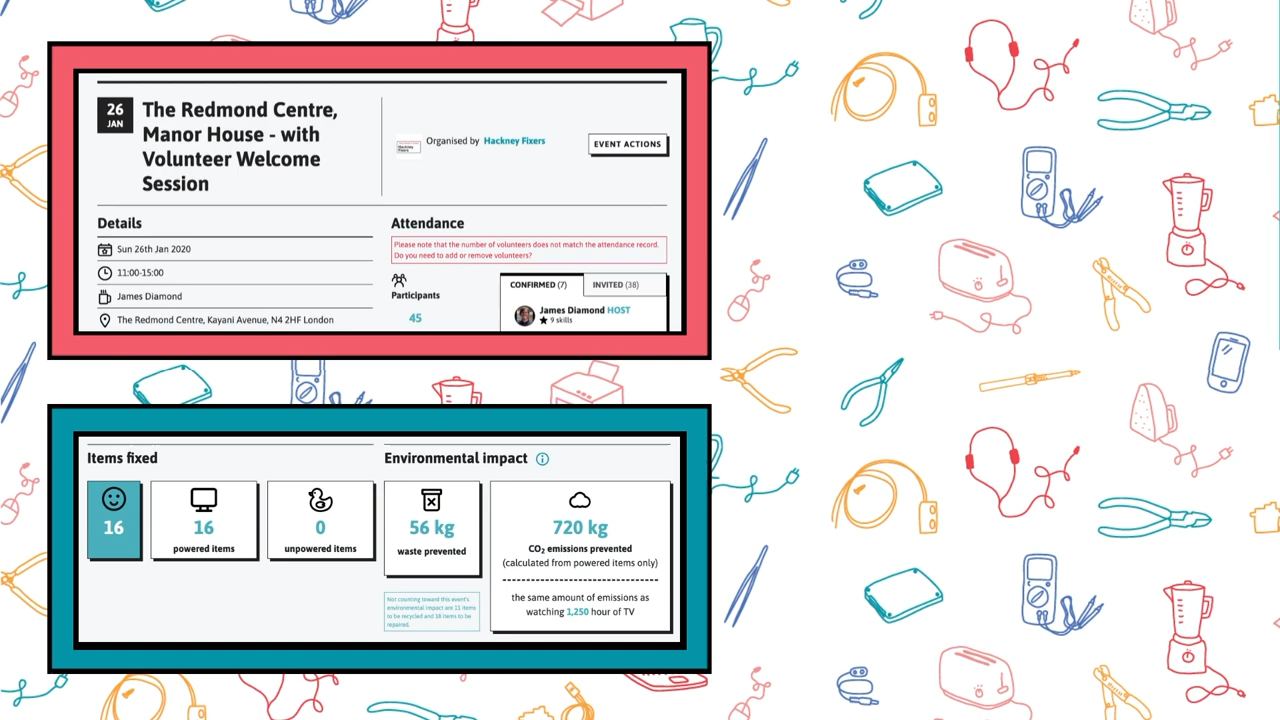 26
JAN
The Redmond Centre,
Manor House - with
Volunteer Welcome
Session
Organised by Hackney Fixers
EVENT ACTIONS
Details
Sun 26th Jan 2020
11:00-15:00
James Diamond
The Redmond Centre, Kayani Avenue, N4 2HF London
Attendance
Please note that the number of volunteers does not match the attendance record.
Do you need to add or remove volunteers?
Participants
45
CONFIRMED (7)
INVITED (38)
James Diamond HOST
9 skills
Items fixed
16
16
powered items
0
unpowered items
Environmental impact
56 kg
waste prevented
Not counting toward this event's
environmental impact are 11 items
to be recycled and 18 items to be
repaired.
720 kg
CO₂ emissions prevented
(calculated from powered items only)
the same amount of emissions as
watching 1,250 hour of TV